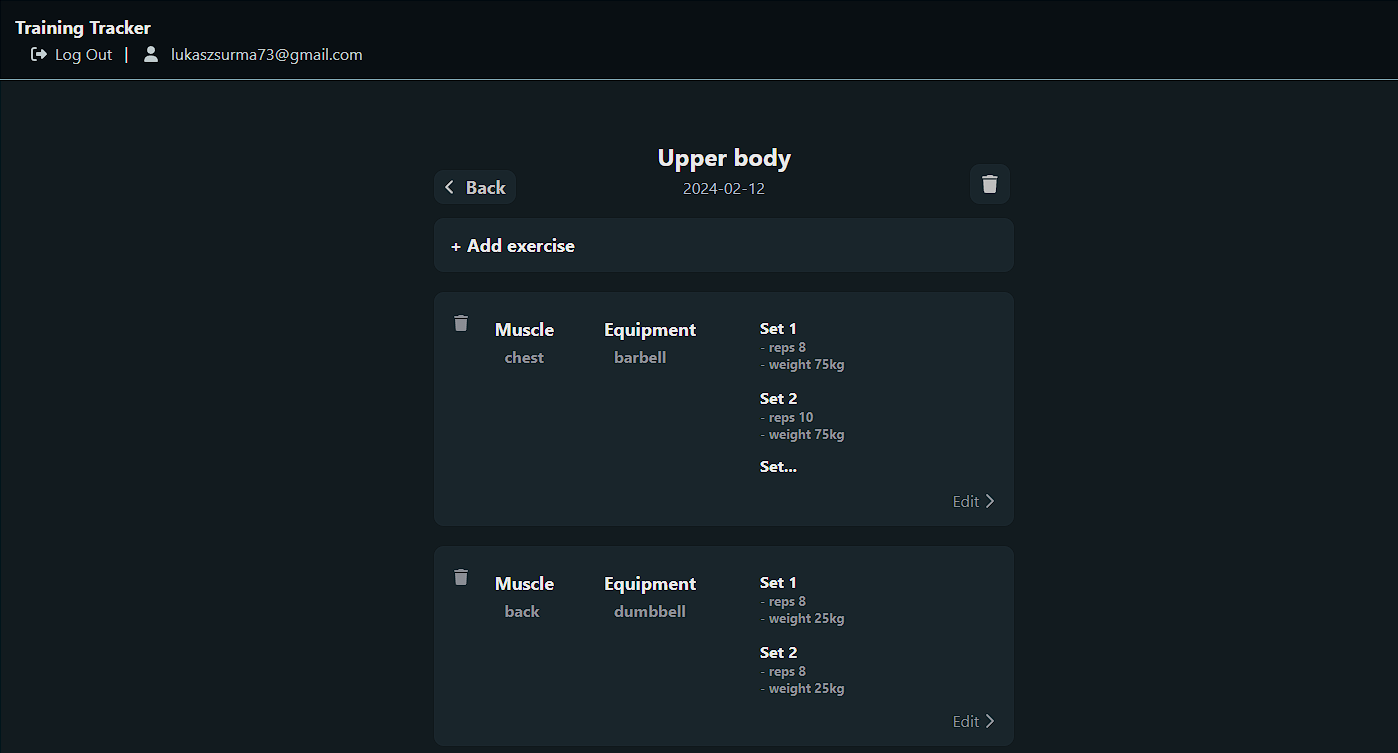 Training Tracker
Log Out | lukaszsurma73@gmail.com
Upper body
Back
2024-02-12
+ Add exercise
Muscle Equipment Set 1
chest barbell - reps 8
- weight 75kg
Set 2
- reps 10
- weight 75kg
Set...
Edit
Muscle Equipment Set 1
back dumbbell - reps 8
- weight 25kg
Set 2
- reps 8
- weight 25kg
Edit